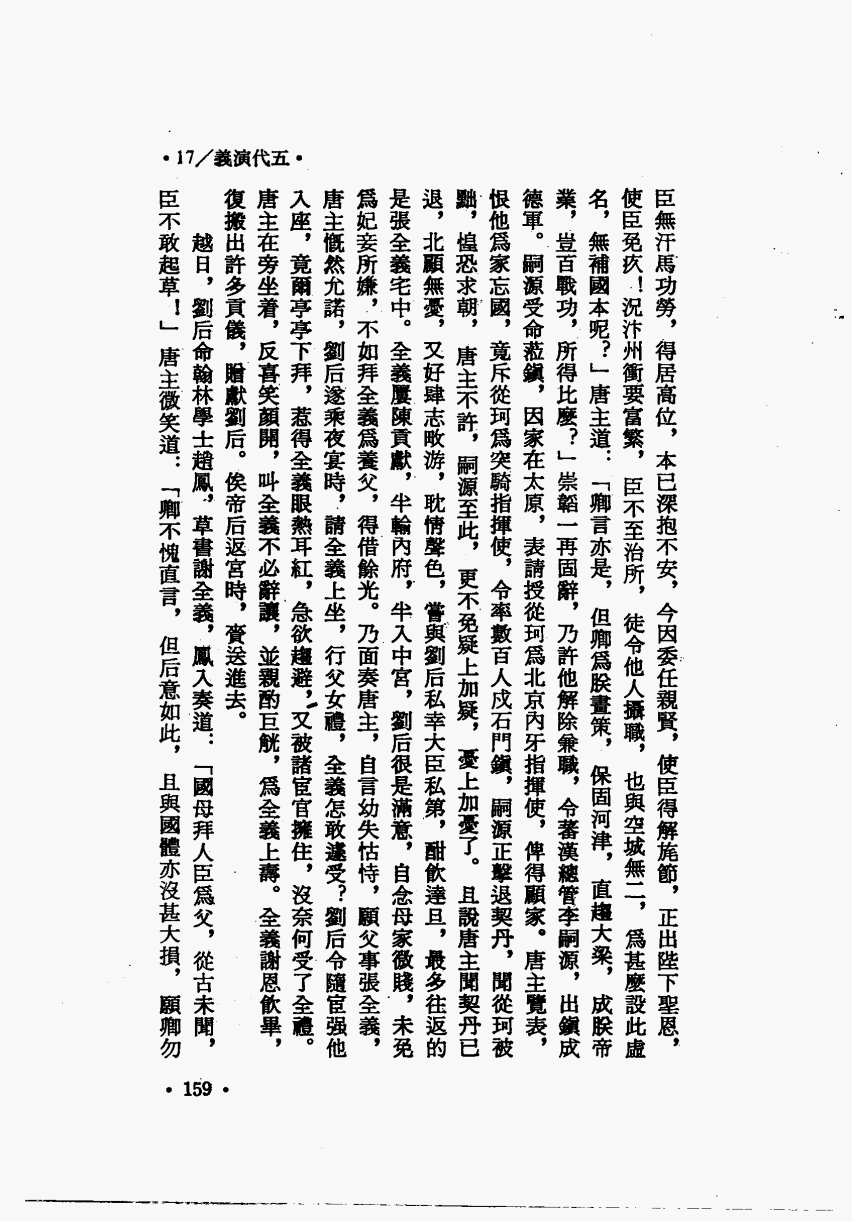 •17／義演代五•
臣無汗馬功勞，得居高位，本已深抱不安，今因委任親賢，使臣得解旄節，正出陛下聖恩，
使臣免疚！況汴州衝要富繁，臣不至治所，徒令他人攝職，也與空城無二，爲甚麼設此虛
名，無補國本呢？」唐主道：「卿言亦是，但卿爲朕畫策，保固河津，直趨大梁，成朕帝
業，豈百戰功，所得比麼？」崇韜一再固辭，乃許他解除兼職，令蕃漢總管李嗣源，出鎭成
德軍。嗣源受命蒞鎭，因家在太原，表請授從珂爲北京內牙指揮使，俾得顧家。唐主覽表，
恨他爲家忘國，竟斥從珂爲突騎指揮使，令率數百人戍石門鎭，嗣源正擊退契丹，聞從珂被
黜，惶恐求朝，唐主不許，嗣源至此，更不免疑上加疑，憂上加憂了。且說唐主聞契丹已
退，北顧無憂，又好肆志畋游，耽情聲色，嘗與劉后私幸大臣私第，酣飲達旦，最多往返的
是張全義宅中。全義屢陳貢獻，半輸內府，半入中宮，劉后很是滿意，自念母家微賤，未免
爲妃妾所嫌，不如拜全義爲養父，得借餘光。乃面奏唐主，自言幼失怙恃，願父事張全義，
唐主慨然允諾，劉后遂乘夜宴時，請全義上坐，行父女禮，全義怎敢遽受？劉后令隨宦强他
入座，竟爾亭亭下拜，惹得全義眼熱耳紅，急欲趨避，又被諸宦官擁住，沒奈何受了全禮。
唐主在旁坐着，反喜笑顏開，叫全義不必辭讓，並親酌巨觥，爲全義上壽。全義謝恩飲畢，
復搬出許多貢儀，贈獻劉后。俟帝后返宮時，賫送進去。
越日，劉后命翰林學士趙鳳，草書謝全義，鳳入奏道：「國母拜人臣爲父，從古未聞，
臣不敢起草！」唐主微笑道：「卿不愧直言，但后意如此，且與國體亦沒甚大損，願卿勿
•159•